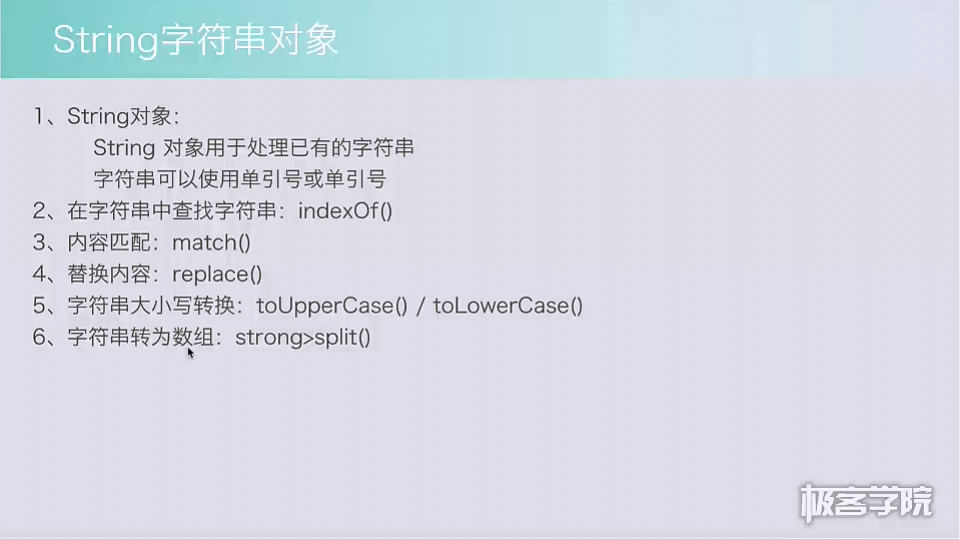 String字符串对象
1、String对象：
String 对象用于处理已有的字符串
字符串可以使用单引号或单引号
2、在字符串中查找字符串：indexOf()
3、内容匹配：match()
4、替换内容：replace()
5、字符串大小写转换：toUpperCase() / toLowerCase()
6、字符串转为数组：strong>split()
极客学院